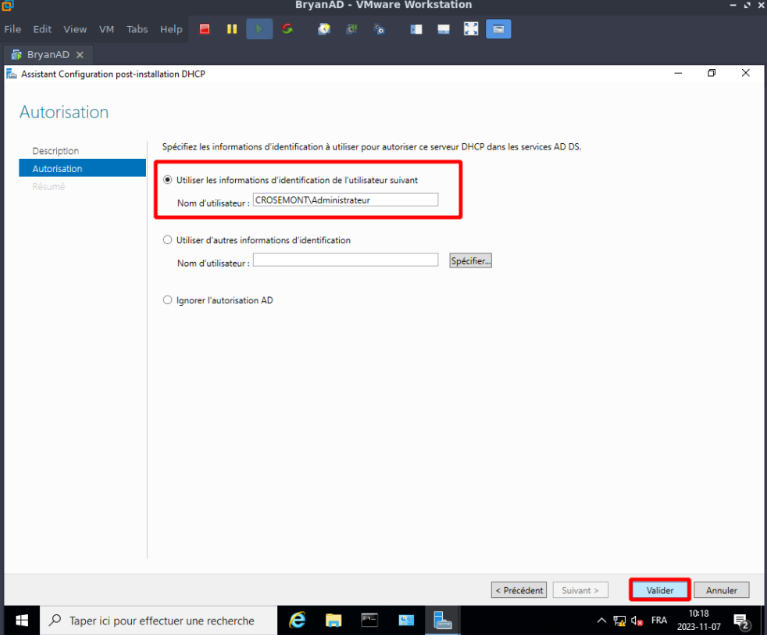 BryanAD - VMware Workstation
File Edit View VM Tabs Help
BryanAD
Assistant Configuration post-installation DHCP
Autorisation
Description
Autorisation
Résumé
Spécifiez les informations d'identification à utiliser pour autoriser ce serveur DHCP dans les services AD DS.
Utiliser les informations d'identification de l'utilisateur suivant
Nom d'utilisateur : CROSEMONT\Administrateur
Utiliser d'autres informations d'identification
Nom d'utilisateur :
Spécifier...
Ignorer l'autorisation AD
< Précédent Suivant > Valider Annuler
Taper ici pour effectuer une recherche
FRA
10:18
2023-11-07
2